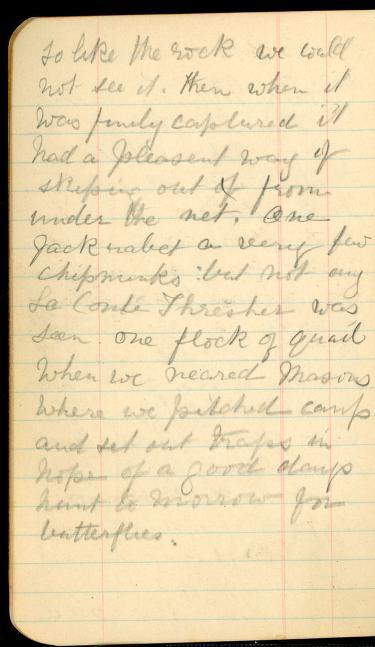 so like the rock we could
not see it. then when it
was finily captured it
had a pleasent way of
skiping out of from
under the net. One
Jack rabet a very few
chipmunks but not any
Le Conte Thresher was
seen one flock of quail
When we neared Masons
where we pitched camp
and set out traps in
hope of a good days
hunt to morrow for
butterflies.